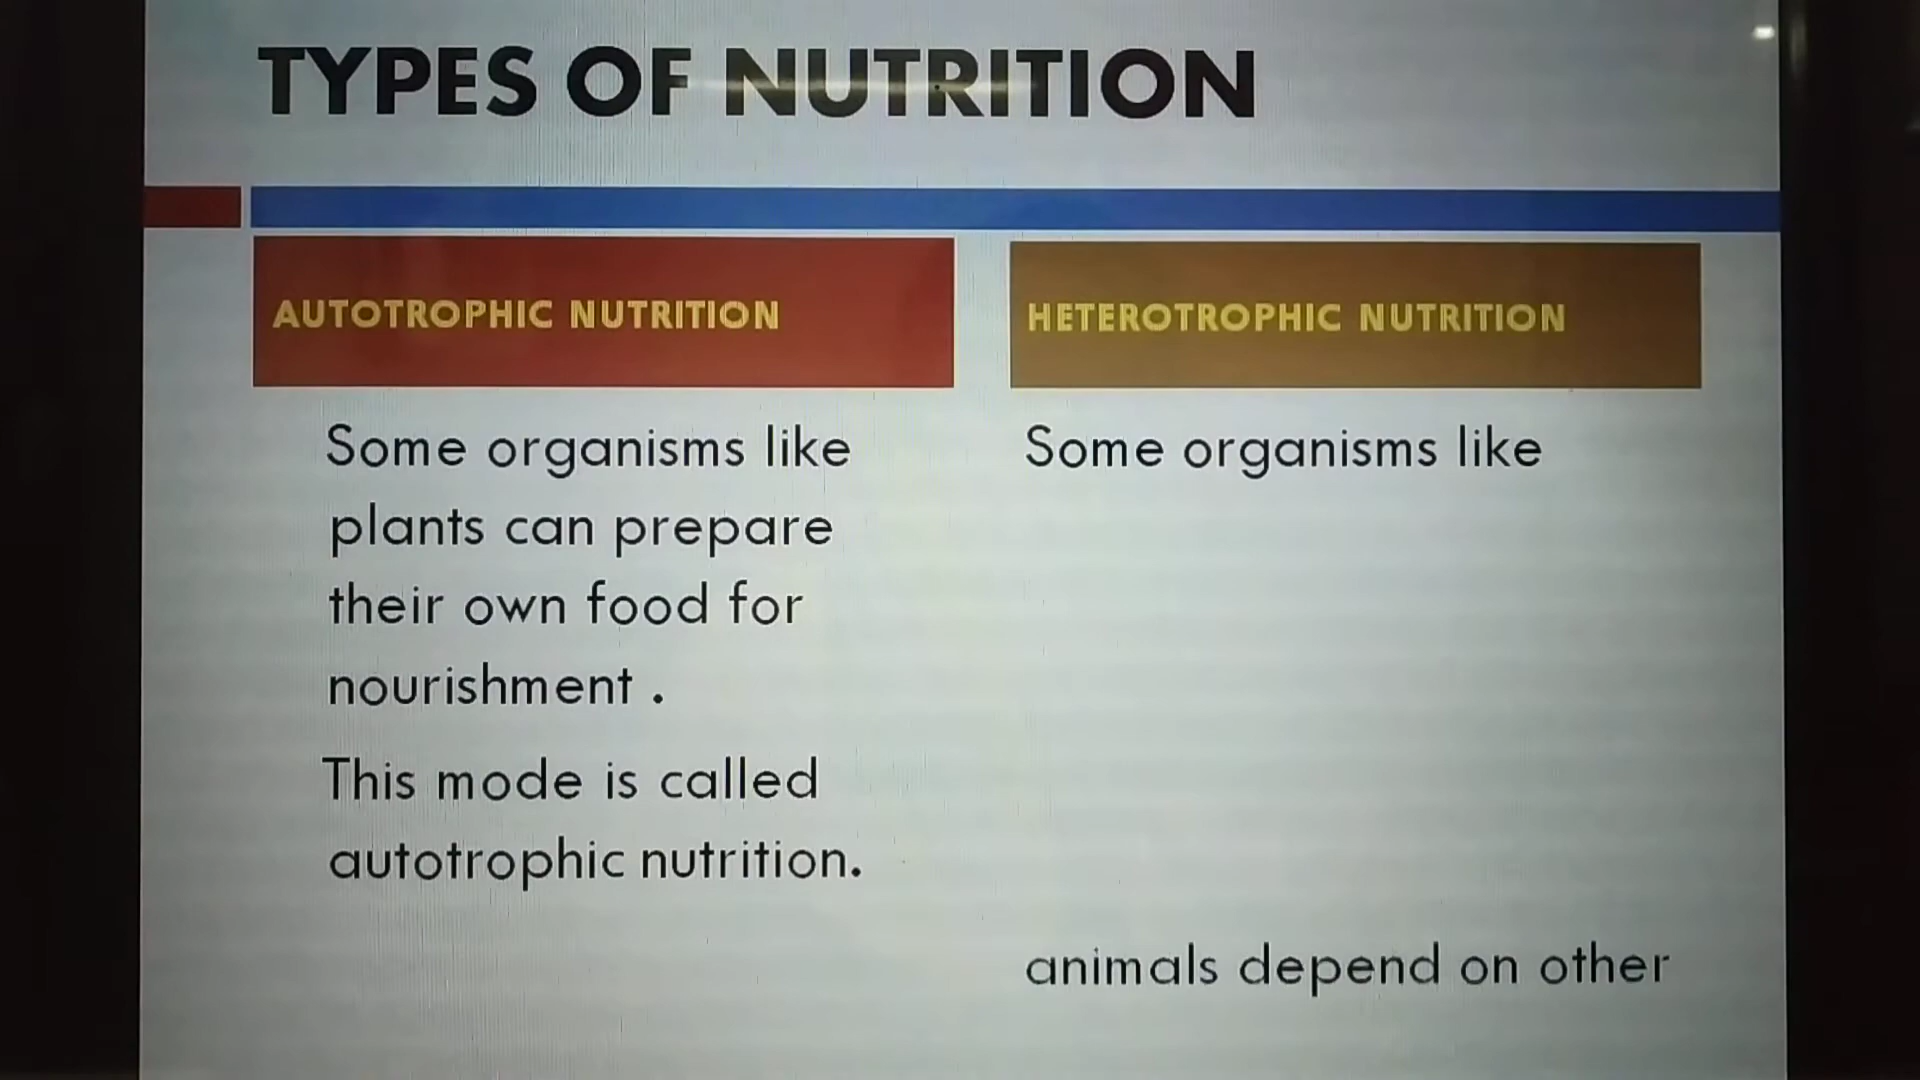 TYPES OF NUTRITION
AUTOTROPHIC NUTRITION
Some organisms like
plants can prepare
their own food for
nourishment .
This mode is called
autotrophic nutrition.
HETEROTROPHIC NUTRITION
Some organisms like
animals depend on other